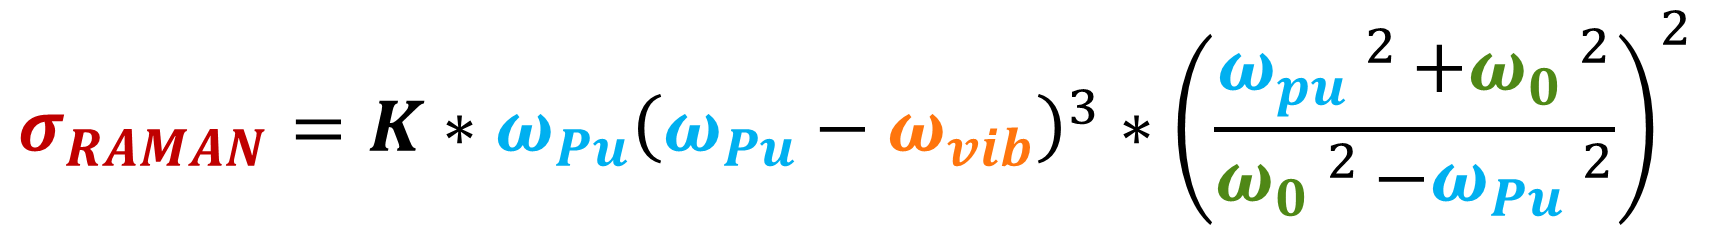 σ_RAMAN = K * ω_Pu(ω_Pu − ω_vib)^3 * ((ω_pu^2 + ω_0^2)/(ω_0^2 − ω_Pu^2))^2